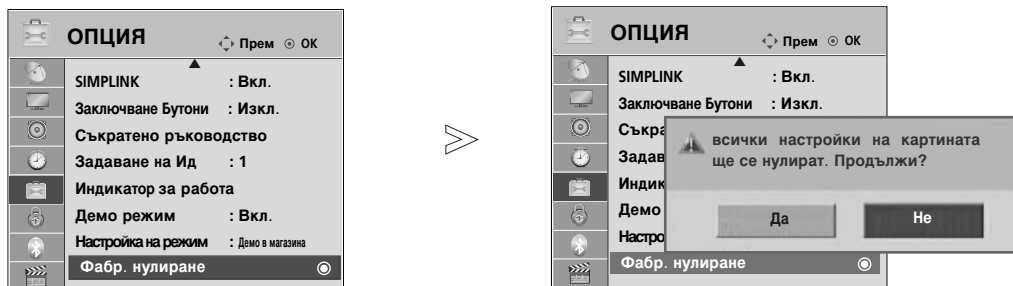 ОПЦИЯ
Прем OK
SIMPLINK : Вкл.
Заключване Бутони : Изкл.
Съкратено ръководство
Задаване на Ид : 1
Индикатор за работа
Демо режим : Вкл.
Настройка на режим : Демо в магазина
Фабр. нулиране
ОПЦИЯ
Прем OK
SIMPLINK : Вкл.
Заключване Бутони : Изкл.
Съкра
Задав
Индик
Демо
Настро
Фабр. нулиране
всички настройки на картината
ще се нулират. Продължи?
Да Не